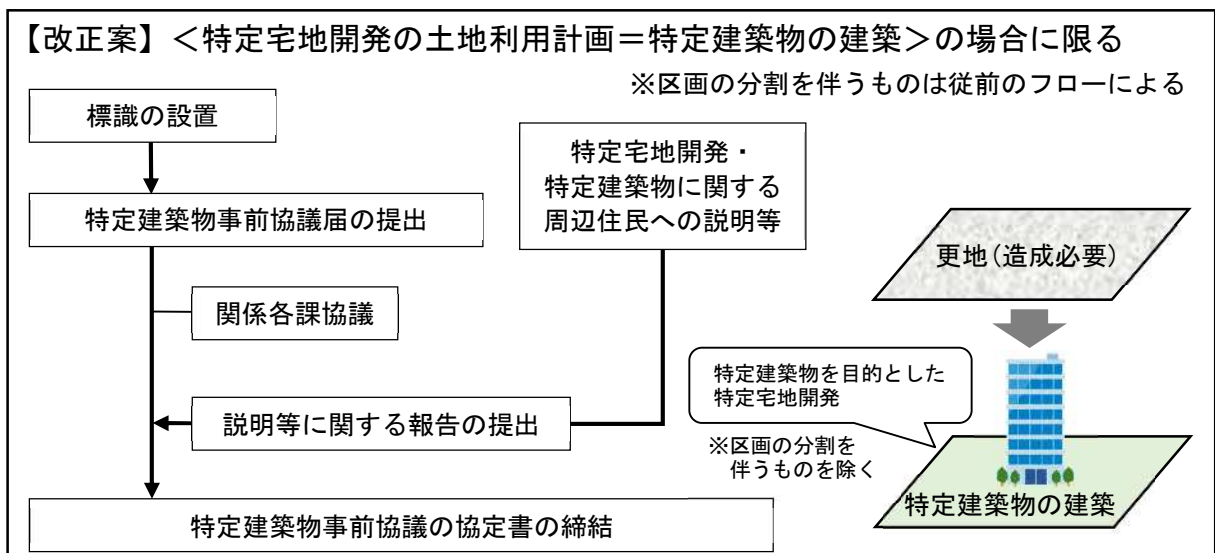 【改正案】＜特定宅地開発の土地利用計画＝特定建築物の建築＞の場合に限る
※区画の分割を伴うものは従前のフローによる
標識の設置
特定建築物事前協議届の提出
関係各課協議
特定宅地開発・
特定建築物に関する
周辺住民への説明等
説明等に関する報告の提出
特定建築物事前協議の協定書の締結
更地（造成必要）
特定建築物を目的とした
特定宅地開発
※区画の分割を
伴うものを除く
特定建築物の建築